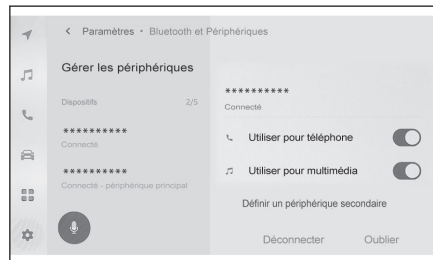 < Paramètres • Bluetooth et Périphériques
Gérer les périphériques
Dispositifs 2/5
**********
Connecté
**********
Connecté - périphérique principal
**********
Connecté
Utiliser pour téléphone
Utiliser pour multimédia
Définir un périphérique secondaire
Déconnecter Oublier